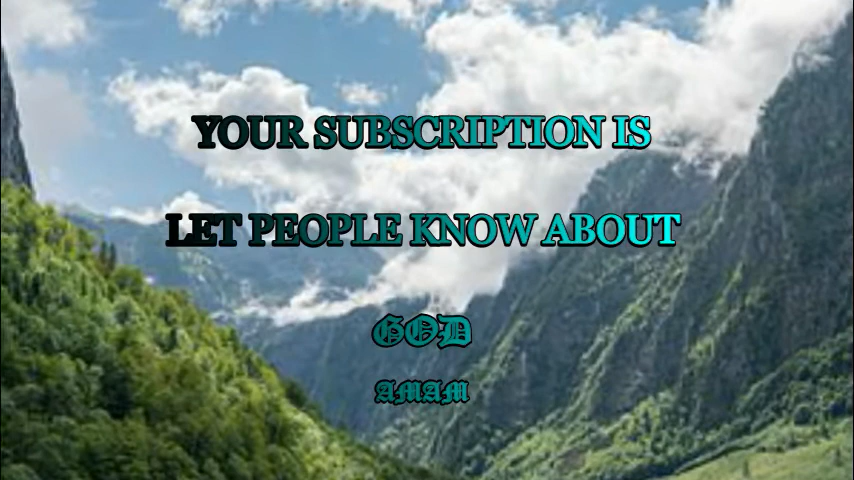 YOUR SUBSCRIPTION IS
LET PEOPLE KNOW ABOUT
GOD
AMAM